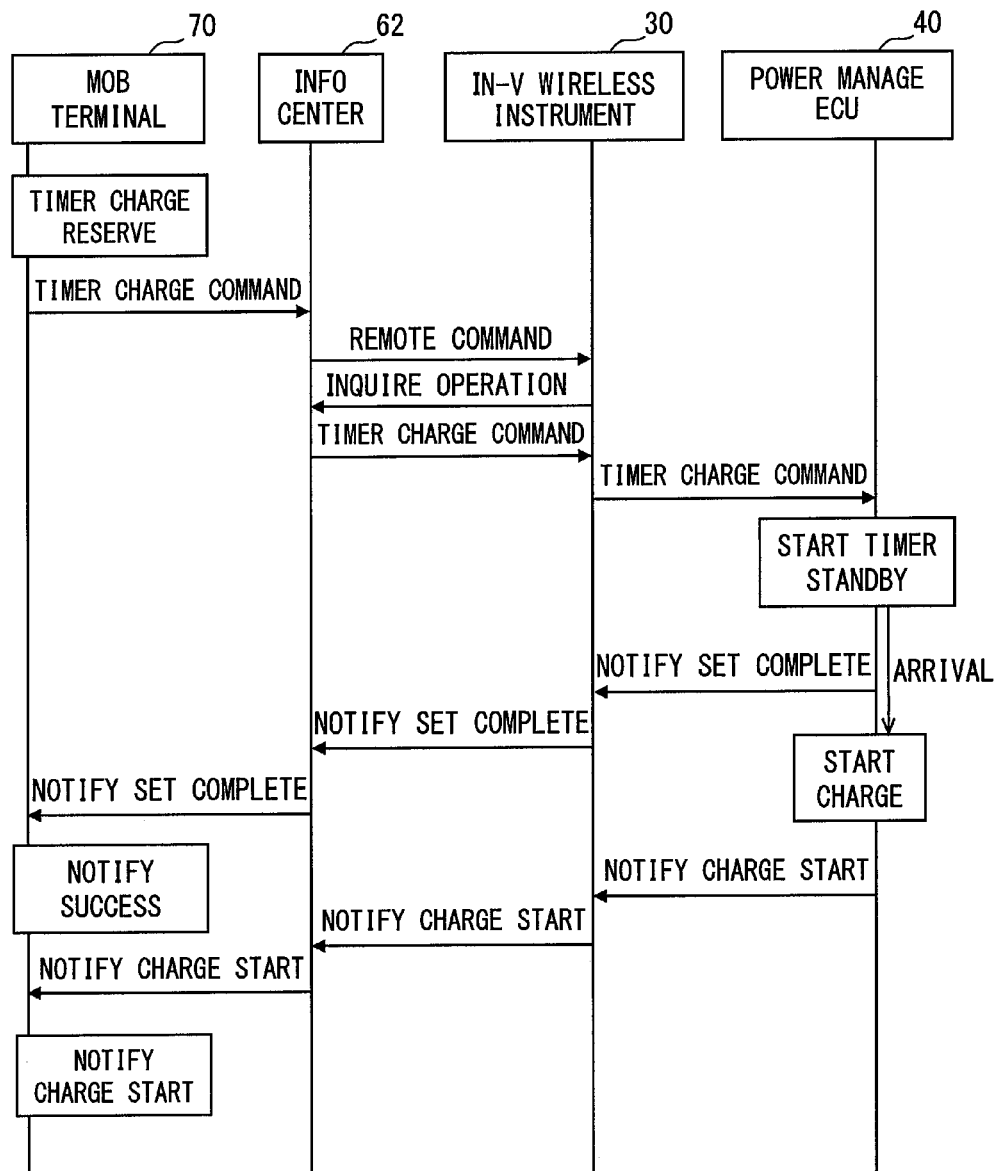 70
62
30
40
MOB
TERMINAL
INFO
CENTER
IN-V WIRELESS
INSTRUMENT
POWER MANAGE
ECU
TIMER CHARGE
RESERVE
TIMER CHARGE COMMAND
REMOTE COMMAND
INQUIRE OPERATION
TIMER CHARGE COMMAND
TIMER CHARGE COMMAND
START TIMER
STANDBY
NOTIFY SET COMPLETE
ARRIVAL
NOTIFY SET COMPLETE
START
CHARGE
NOTIFY SET COMPLETE
NOTIFY
SUCCESS
NOTIFY CHARGE START
NOTIFY CHARGE START
NOTIFY CHARGE START
NOTIFY
CHARGE START